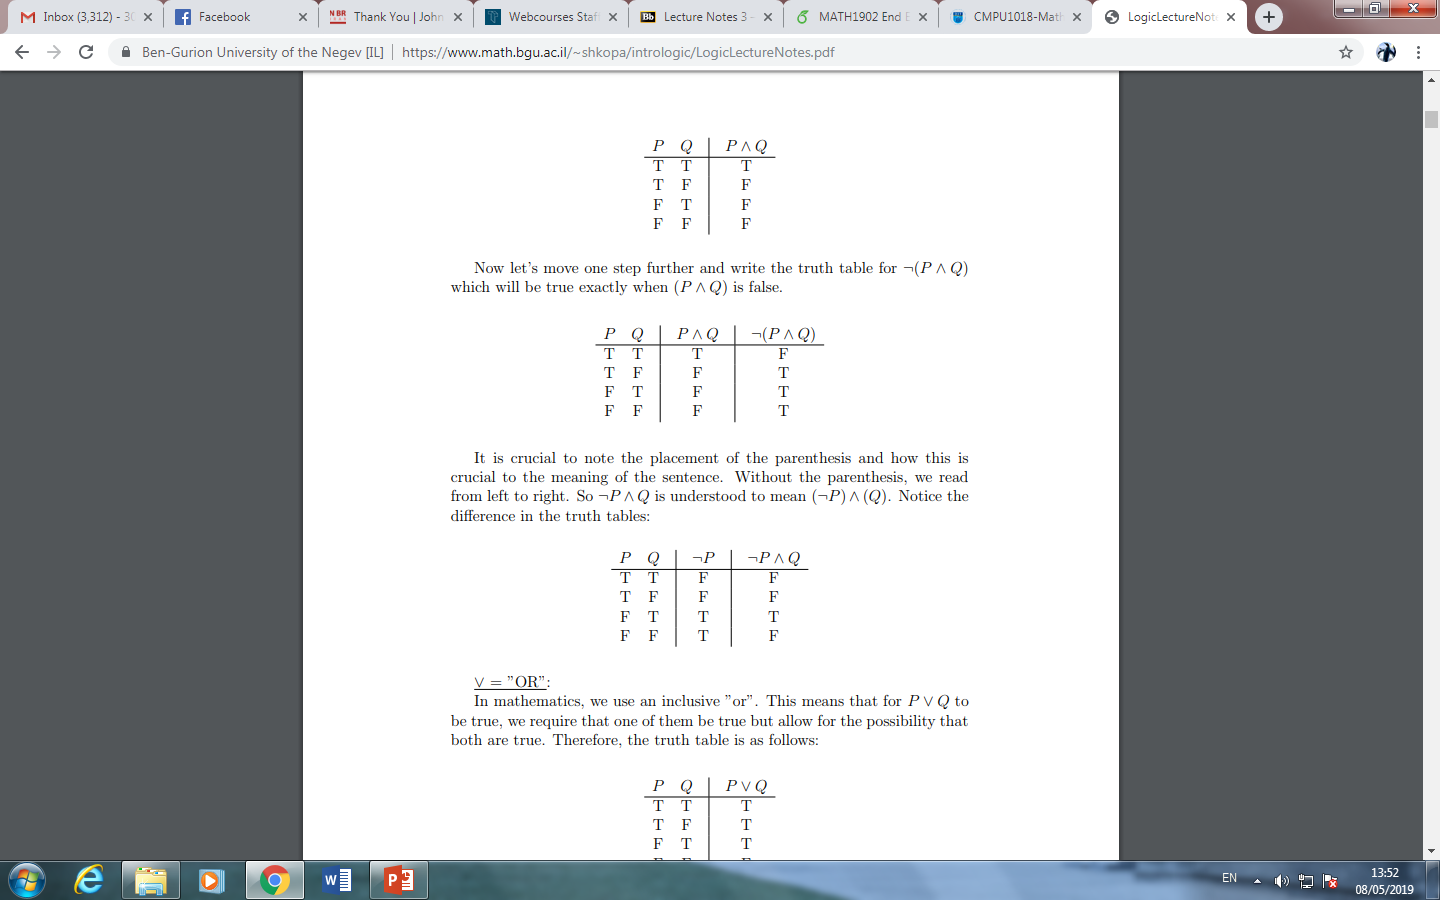 Inbox (3,312) - 30
Facebook
NBR Thank You | John
Webcourses Staf
Bb Lecture Notes 3 -
MATH1902 End E
CMPU1018-Math
LogicLectureNote
Ben-Gurion University of the Negev [IL] | https://www.math.bgu.ac.il/~shkopa/intrologic/LogicLectureNotes.pdf
P Q P ∧ Q
T T T
T F F
F T F
F F F
Now let's move one step further and write the truth table for ¬(P ∧ Q)
which will be true exactly when (P ∧ Q) is false.
P Q P ∧ Q ¬(P ∧ Q)
T T T F
T F F T
F T F T
F F F T
It is crucial to note the placement of the parenthesis and how this is
crucial to the meaning of the sentence. Without the parenthesis, we read
from left to right. So ¬P ∧ Q is understood to mean (¬P) ∧ (Q). Notice the
difference in the truth tables:
P Q ¬P ¬P ∧ Q
T T F F
T F F F
F T T T
F F T F
∨ = ”OR”:
In mathematics, we use an inclusive ”or”. This means that for P ∨ Q to
be true, we require that one of them be true but allow for the possibility that
both are true. Therefore, the truth table is as follows:
P Q P ∨ Q
T T T
T F T
F T T
EN
13:52
08/05/2019